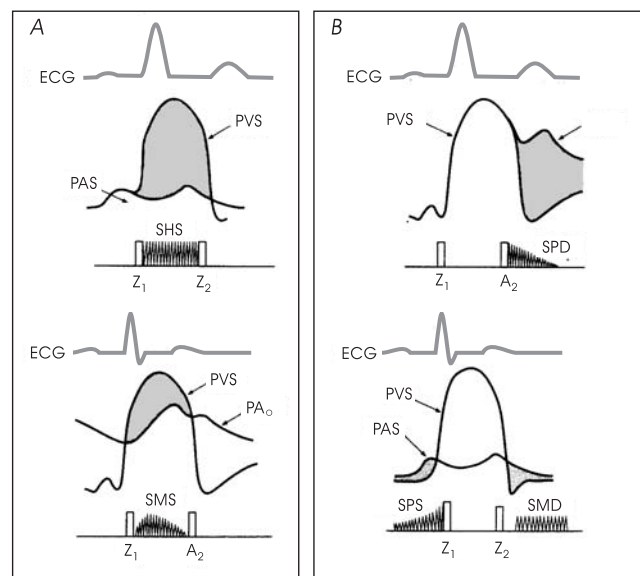 A
ECG
PVS
PAS
SHS
Z1
Z2
ECG
PVS
PAO
SMS
Z1
A2
B
ECG
PVS
SPD
Z1
A2
ECG
PVS
PAS
SPS
SMD
Z1
Z2